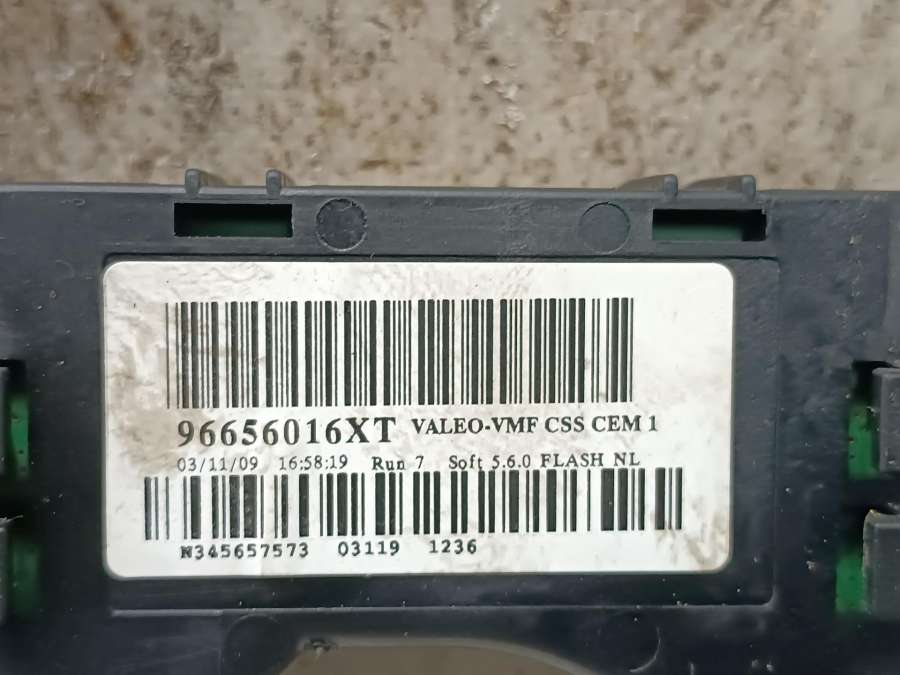 96656016XT VALEO-VMF CSS CEM 1
03/11/09 16:58:19 Run 7 Soft 5.6.0 FLASH NL
N345657573 03119 1236